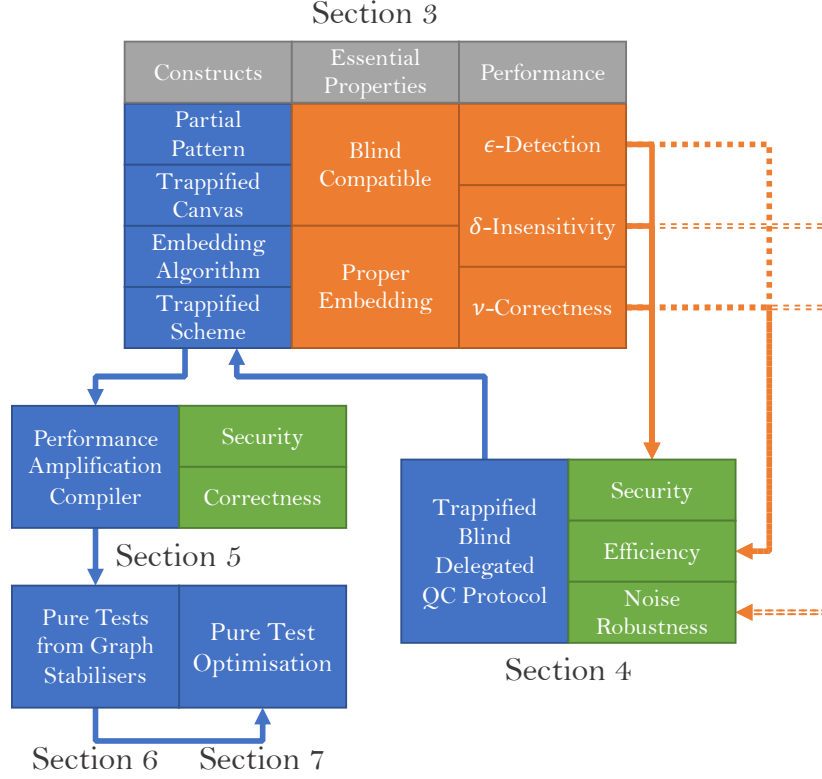 Section 3
Constructs
Essential
Properties
Performance
Partial
Pattern
Trappified
Canvas
Embedding
Algorithm
Trappified
Scheme
Blind
Compatible
Proper
Embedding
ϵ-Detection
δ-Insensitivity
ν-Correctness
Performance
Amplification
Compiler
Security
Correctness
Section 5
Trappified
Blind
Delegated
QC Protocol
Security
Efficiency
Noise
Robustness
Section 4
Pure Tests
from Graph
Stabilisers
Pure Test
Optimisation
Section 6
Section 7